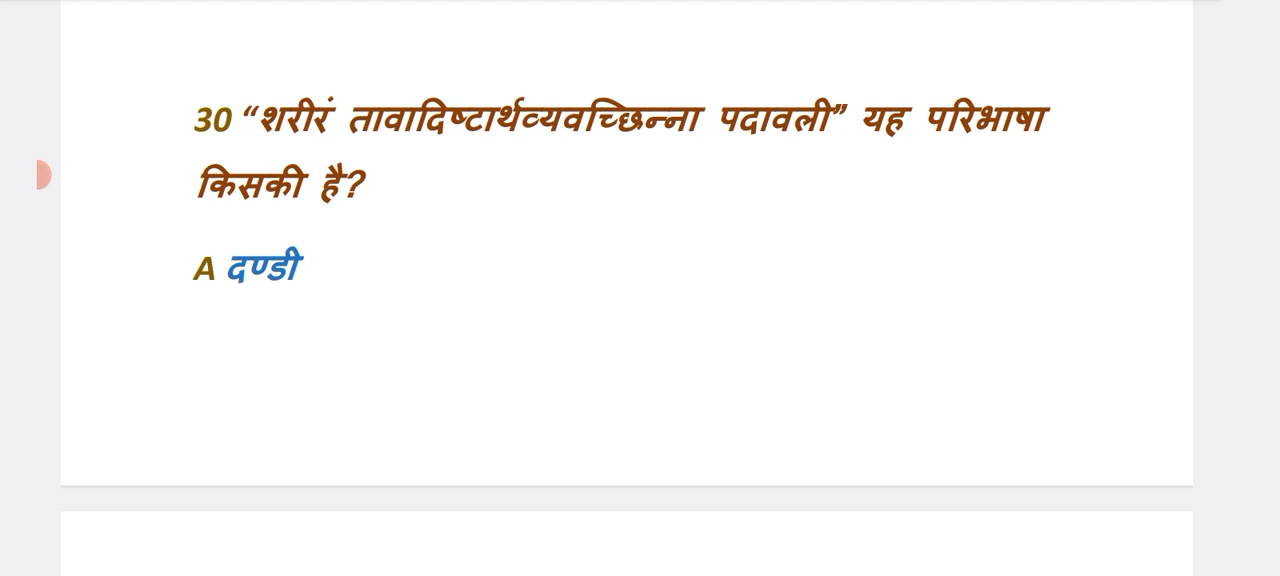 30 “शरीरं तावादिष्टार्थव्यवच्छिन्ना पदावली” यह परिभाषा
किसकी है?
A दण्डी